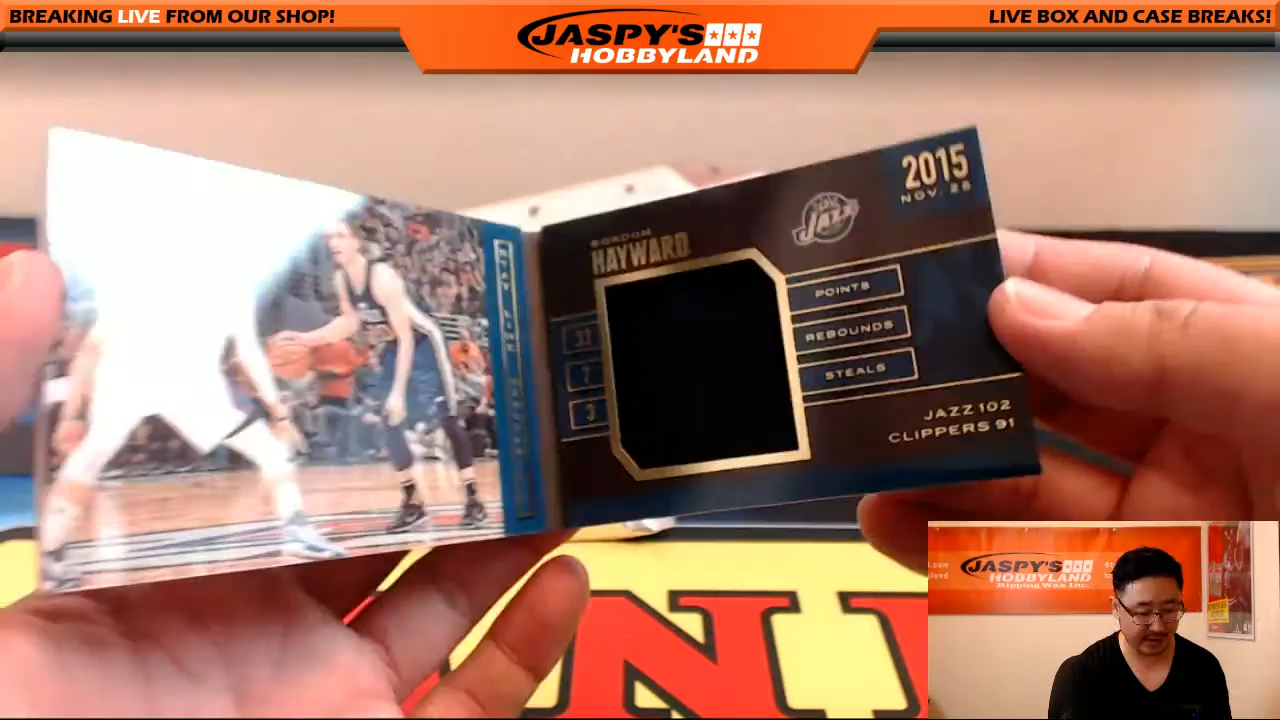 BREAKING LIVE FROM OUR SHOP!
JASPY'S
HOBBYLAND
LIVE BOX AND CASE BREAKS!
2015
NOV. 28
JAZZ
GORDON
HAYWARD
33
7
3
POINTS
REBOUNDS
STEALS
JAZZ 102
CLIPPERS 91
JASPY'S
HOBBYLAND
Ripping Wax Inc.